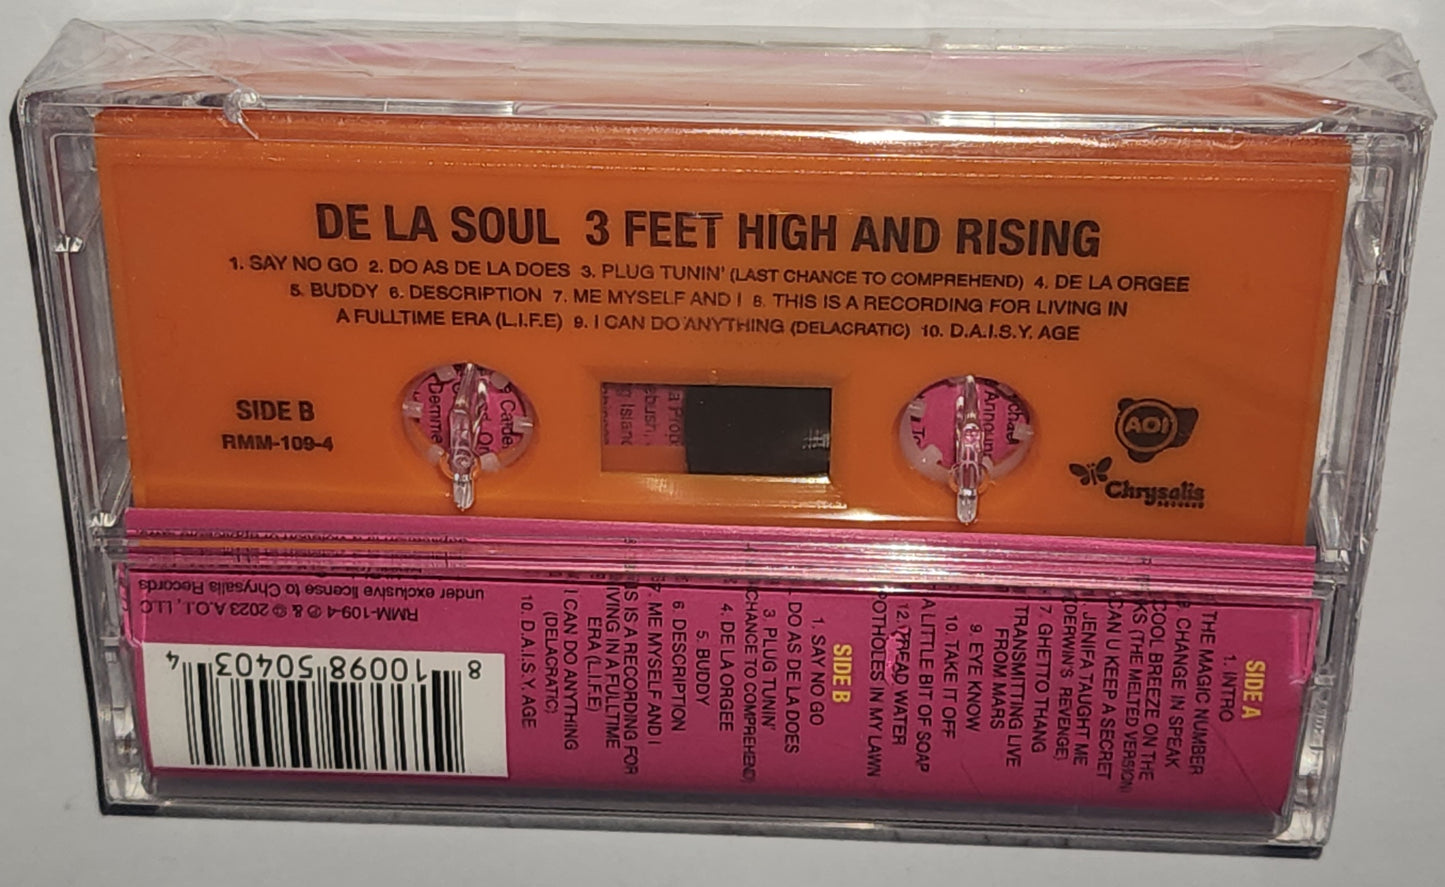 DE LA SOUL 3 FEET HIGH AND RISING
1. SAY NO GO 2. DO AS DE LA DOES 3. PLUG TUNIN' (LAST CHANCE TO COMPREHEND) 4. DE LA ORGEE
5. BUDDY 6. DESCRIPTION 7. ME MYSELF AND I 8. THIS IS A RECORDING FOR LIVING IN
A FULLTIME ERA (L.I.F.E) 9. I CAN DO ANYTHING (DELACRATIC) 10. D.A.I.S.Y. AGE
SIDE B
RMM-109-4
AOI
Chrysalis
RECORDS
SIDE A
1. INTRO
THE MAGIC NUMBER
CHANGE IN SPEAK
COOL BREEZE ON THE
(THE MELTED VERSION)
CAN U KEEP A SECRET
JENIFA TAUGHT ME
(DERWIN'S REVENGE)
7. GHETTO THANG
TRANSMITTING LIVE
FROM MARS
9. EYE KNOW
10. TAKE IT OFF
A LITTLE BIT OF SOAP
12. TREAD WATER
POTHOLES IN MY LAWN
SIDE B
1. SAY NO GO
DO AS DE LA DOES
3. PLUG TUNIN'
CHANCE TO COMPREHEND)
4. DE LA ORGEE
5. BUDDY
6. DESCRIPTION
7. ME MYSELF AND I
IS A RECORDING FOR
LIVING IN A FULLTIME
ERA (L.I.F.E)
I CAN DO ANYTHING
(DELACRATIC)
10. D.A.I.S.Y. AGE
RMM-109-4 ℗ & © 2023 A.O.I., LLC
under exclusive license to Chrysalis Records
8 10098 50403 4